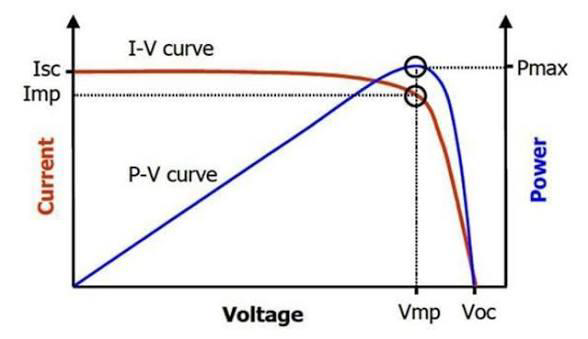 I-V curve
Isc
Pmax
Imp
Current
P-V curve
Power
Voltage
Vmp
Voc